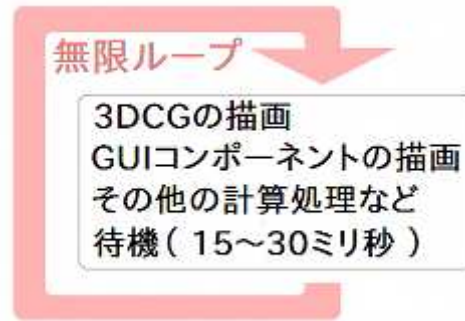 無限ループ
3DCGの描画
GUIコンポーネントの描画
その他の計算処理など
待機( 15~30ミリ秒 )